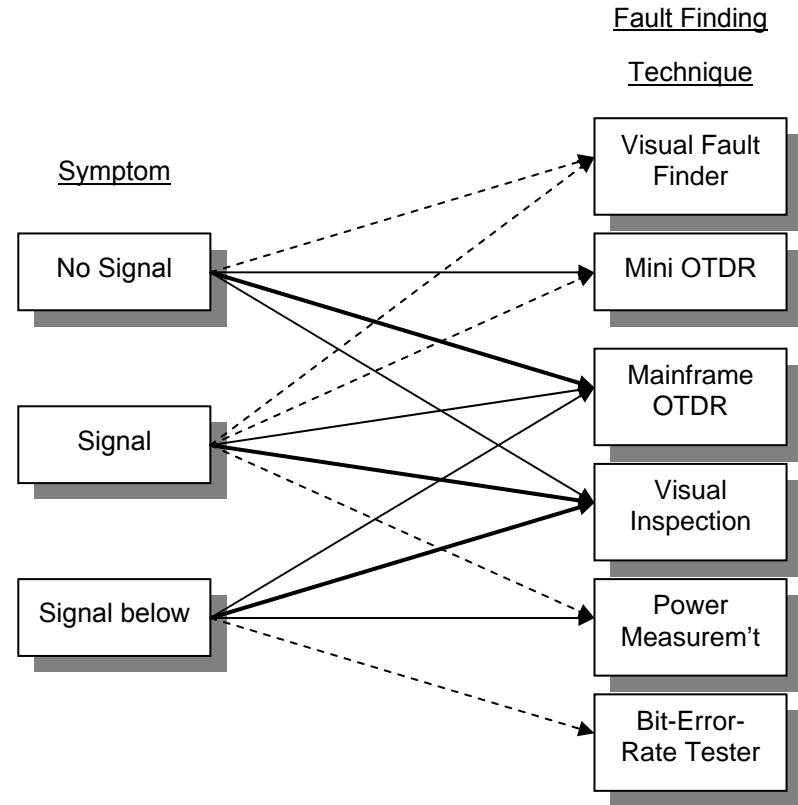 Fault Finding
Technique
Symptom
Visual Fault
Finder
No Signal
Mini OTDR
Mainframe
OTDR
Signal
Visual
Inspection
Signal below
Power
Measurem't
Bit-Error-
Rate Tester